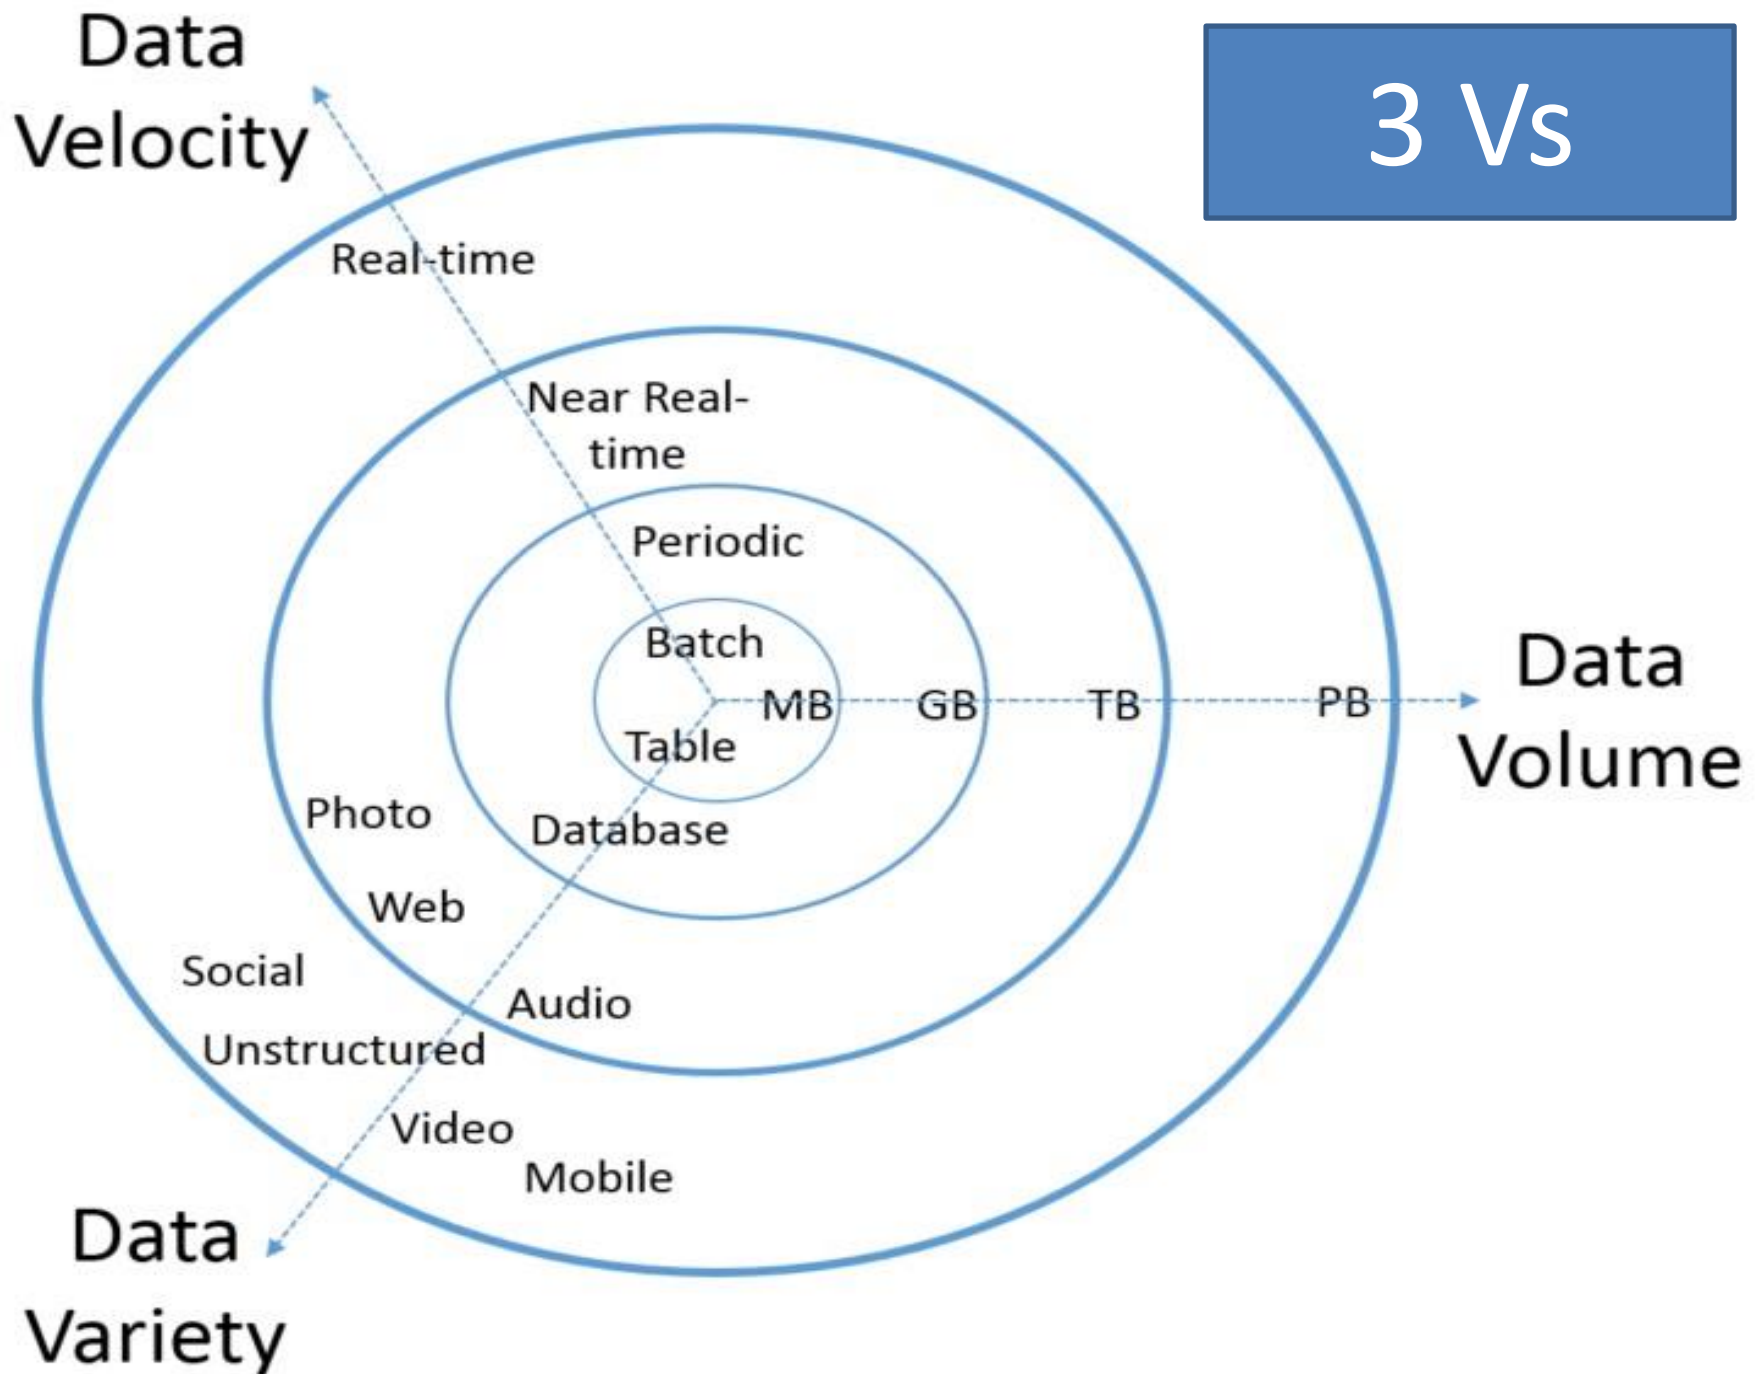 Data
Velocity
3 Vs
Real-time
Near Real-
time
Periodic
Batch
MB
GB
TB
PB
Data
Volume
Table
Database
Photo
Web
Audio
Social
Unstructured
Video
Mobile
Data
Variety